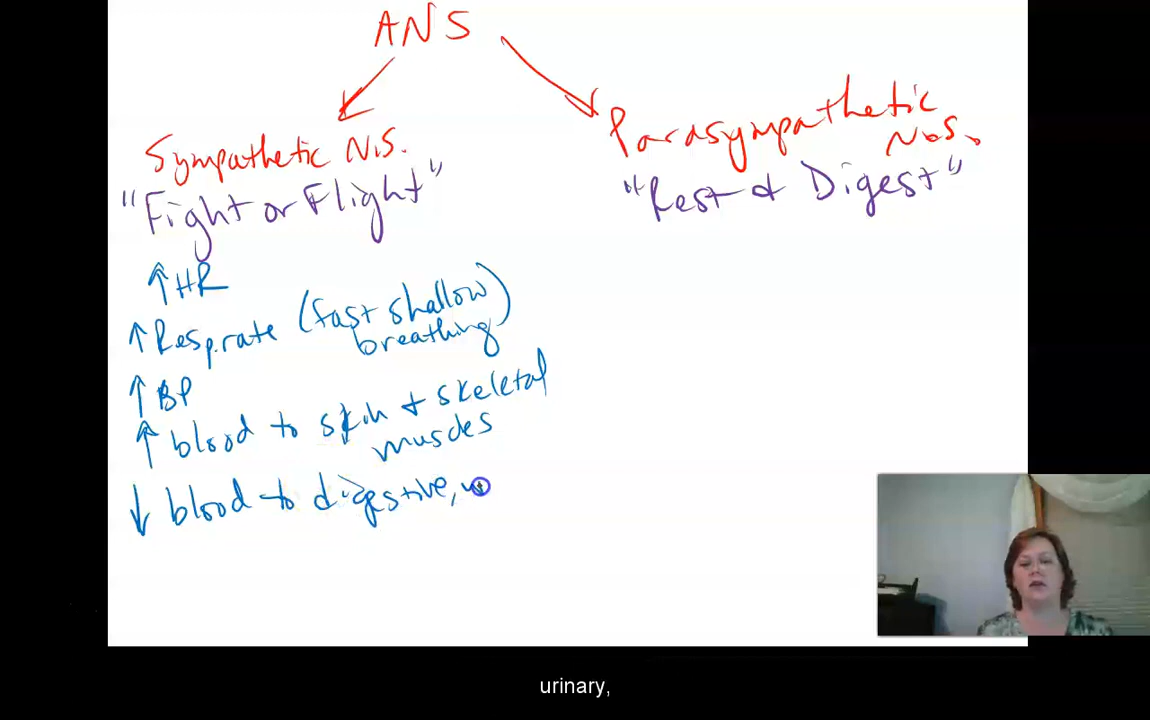 ANS
Sympathetic N.S.
Parasympathetic
N.S.
"Fight or Flight"
"Rest & Digest"
↑ HR
↑ Resp. rate (fast shallow
breathing)
↑ BP
↑ blood to skin & skeletal
muscles
↓ blood to digestive, u
urinary,